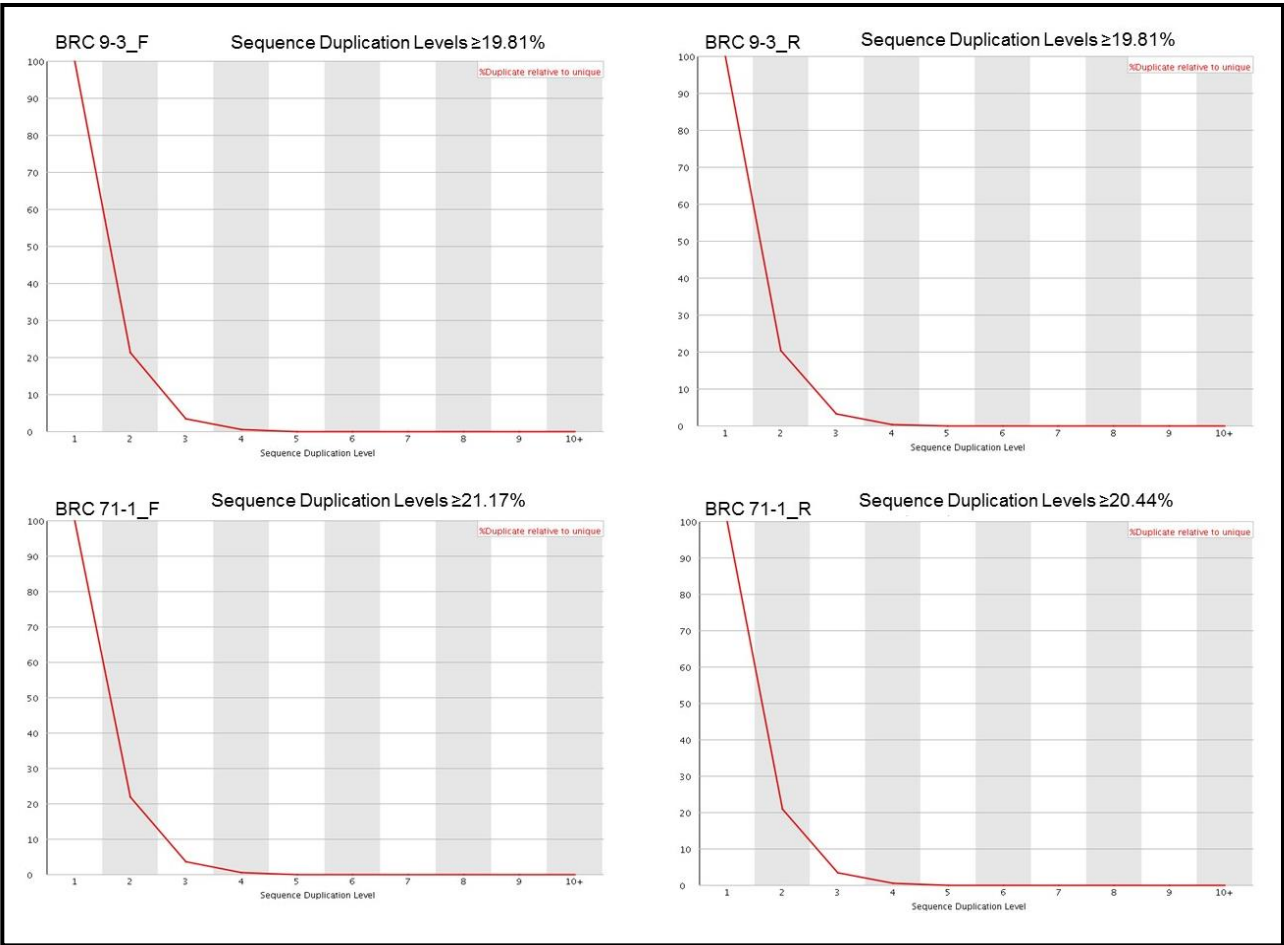 BRC 9-3_F
Sequence Duplication Levels ≥19.81%
%Duplicate relative to unique
100
90
80
70
60
50
40
30
20
10
0
1 2 3 4 5 6 7 8 9 10+
Sequence Duplication Level
BRC 9-3_R
Sequence Duplication Levels ≥19.81%
%Duplicate relative to unique
100
90
80
70
60
50
40
30
20
10
0
1 2 3 4 5 6 7 8 9 10+
Sequence Duplication Level
BRC 71-1_F
Sequence Duplication Levels ≥21.17%
%Duplicate relative to unique
100
90
80
70
60
50
40
30
20
10
0
1 2 3 4 5 6 7 8 9 10+
Sequence Duplication Level
BRC 71-1_R
Sequence Duplication Levels ≥20.44%
%Duplicate relative to unique
100
90
80
70
60
50
40
30
20
10
0
1 2 3 4 5 6 7 8 9 10+
Sequence Duplication Level